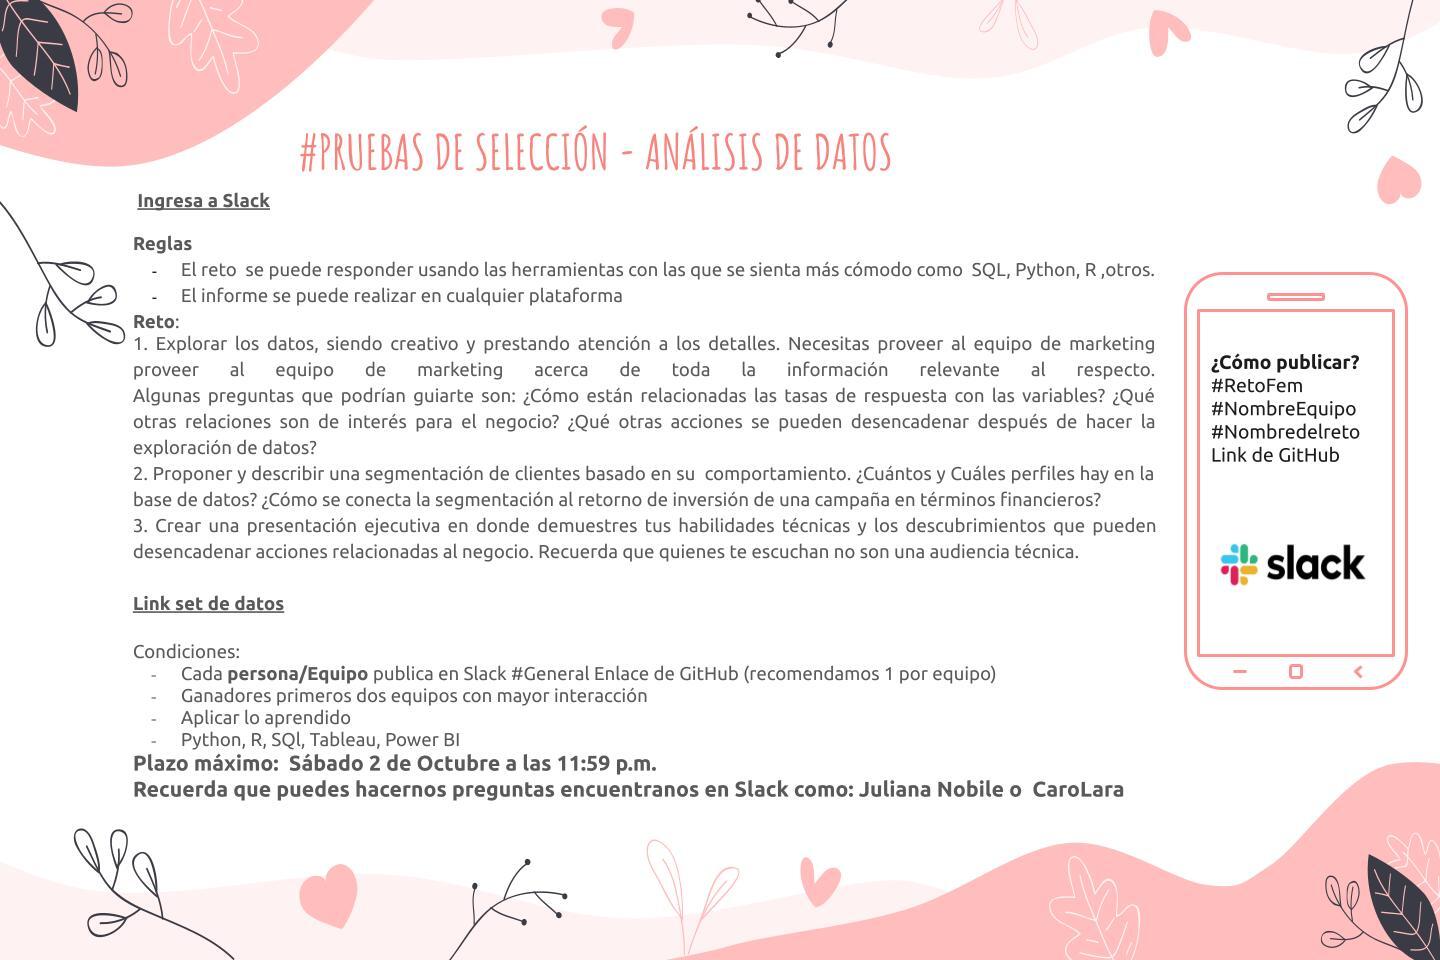 #PRUEBAS DE SELECCIÓN - ANÁLISIS DE DATOS
Ingresa a Slack
Reglas
- El reto se puede responder usando las herramientas con las que se sienta más cómodo como SQL, Python, R ,otros.
- El informe se puede realizar en cualquier plataforma
Reto:
1. Explorar los datos, siendo creativo y prestando atención a los detalles. Necesitas proveer al equipo de marketing
proveer al equipo de marketing acerca de toda la información relevante al respecto.
Algunas preguntas que podrían guiarte son: ¿Cómo están relacionadas las tasas de respuesta con las variables? ¿Qué
otras relaciones son de interés para el negocio? ¿Qué otras acciones se pueden desencadenar después de hacer la
exploración de datos?
2. Proponer y describir una segmentación de clientes basado en su comportamiento. ¿Cuántos y Cuáles perfiles hay en la
base de datos? ¿Cómo se conecta la segmentación al retorno de inversión de una campaña en términos financieros?
3. Crear una presentación ejecutiva en donde demuestres tus habilidades técnicas y los descubrimientos que pueden
desencadenar acciones relacionadas al negocio. Recuerda que quienes te escuchan no son una audiencia técnica.
Link set de datos
Condiciones:
- Cada persona/Equipo publica en Slack #General Enlace de GitHub (recomendamos 1 por equipo)
- Ganadores primeros dos equipos con mayor interacción
- Aplicar lo aprendido
- Python, R, SQl, Tableau, Power BI
Plazo máximo: Sábado 2 de Octubre a las 11:59 p.m.
Recuerda que puedes hacernos preguntas encuentranos en Slack como: Juliana Nobile o CaroLara
¿Cómo publicar?
#RetoFem
#NombreEquipo
#Nombredelreto
Link de GitHub
slack